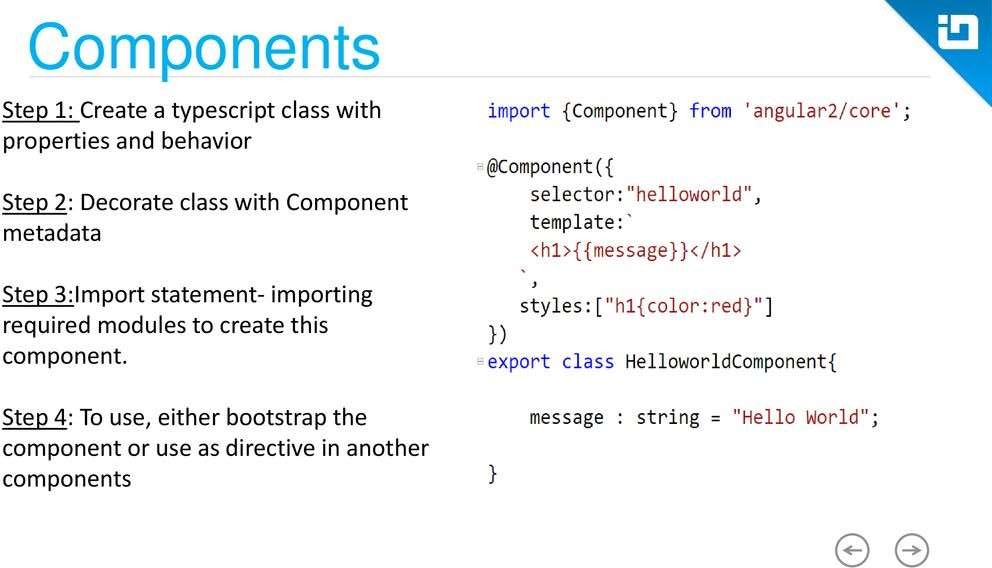 Components
Step 1: Create a typescript class with
properties and behavior
Step 2: Decorate class with Component
metadata
Step 3:Import statement- importing
required modules to create this
component.
Step 4: To use, either bootstrap the
component or use as directive in another
components
import {Component} from 'angular2/core';
@Component({
    selector:"helloworld",
    template:`
    <h1>{{message}}</h1>
   `,
   styles:["h1{color:red}"]
})
export class HelloworldComponent{
    message : string = "Hello World";
}